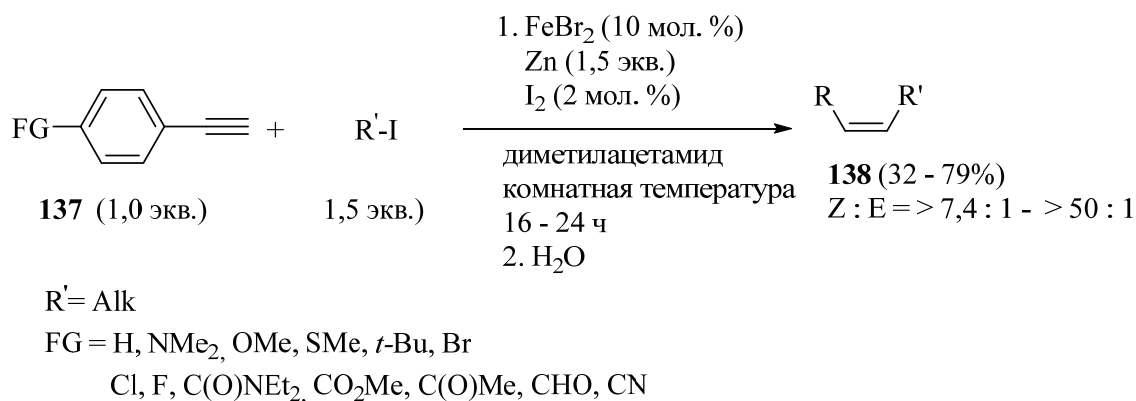 1. FeBr2 (10 мол. %)
Zn (1,5 экв.)
I2 (2 мол. %)
FG
+
R'-I
R
R'
диметилацетамид
комнатная температура
16 - 24 ч
2. H2O
137 (1,0 экв.)
1,5 экв.
138 (32 - 79%)
Z : E = > 7,4 : 1 - > 50 : 1
R'= Alk
FG = H, NMe2, OMe, SMe, t-Bu, Br
Cl, F, C(O)NEt2, CO2Me, C(O)Me, CHO, CN